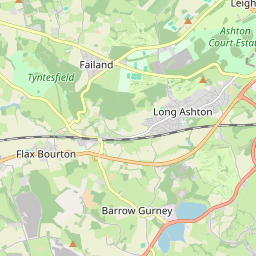 Leigh
Ashton
Court Estat
Failand
Tyntesfield
Long Ashton
Flax Bourton
Barrow Gurney